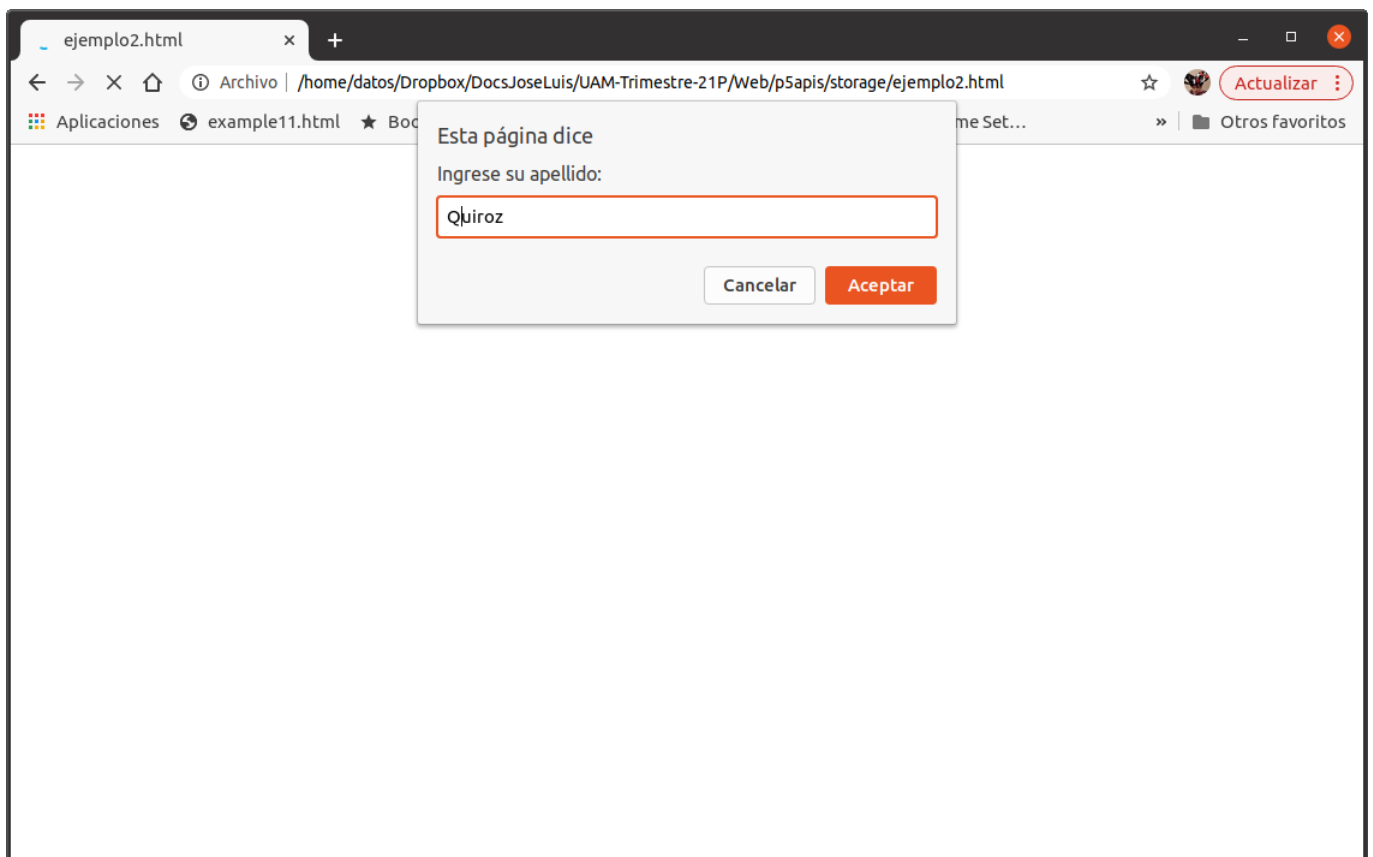 ejemplo2.html
Archivo | /home/datos/Dropbox/DocsJoseLuis/UAM-Trimestre-21P/Web/p5apis/storage/ejemplo2.html
Actualizar
Aplicaciones example11.html Boo me Set... » Otros favoritos
Esta página dice
Ingrese su apellido:
Quiroz
Cancelar Aceptar